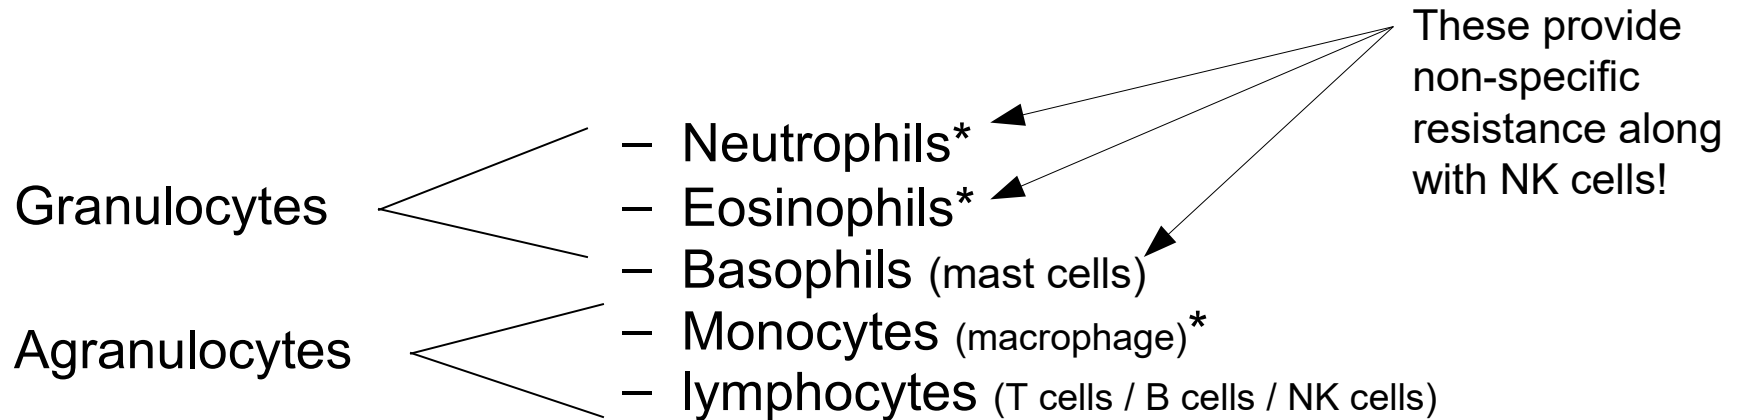 These provide
non-specific
resistance along
with NK cells!
Granulocytes
– Neutrophils*
– Eosinophils*
– Basophils (mast cells)
Agranulocytes
– Monocytes (macrophage)*
– lymphocytes (T cells / B cells / NK cells)